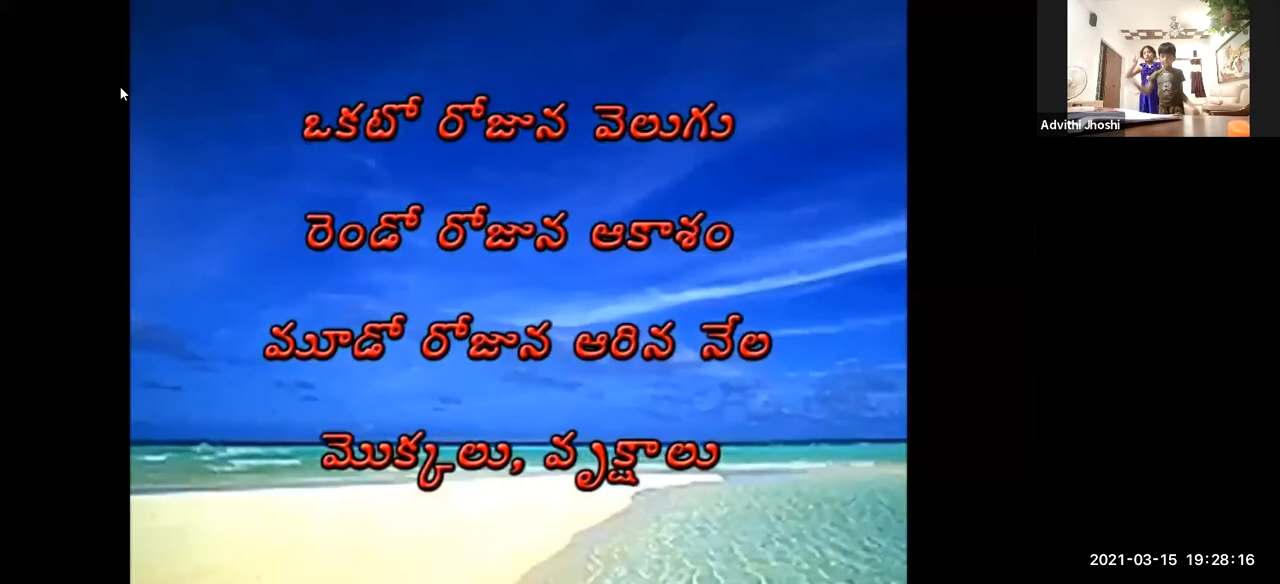 ఒకటో రోజున వెలుగు
రెండో రోజున ఆకాశం
మూడో రోజున ఆరిన నేల
మొక్కలు, వృక్షాలు
Advithi Jhoshi
2021-03-15 19:28:16